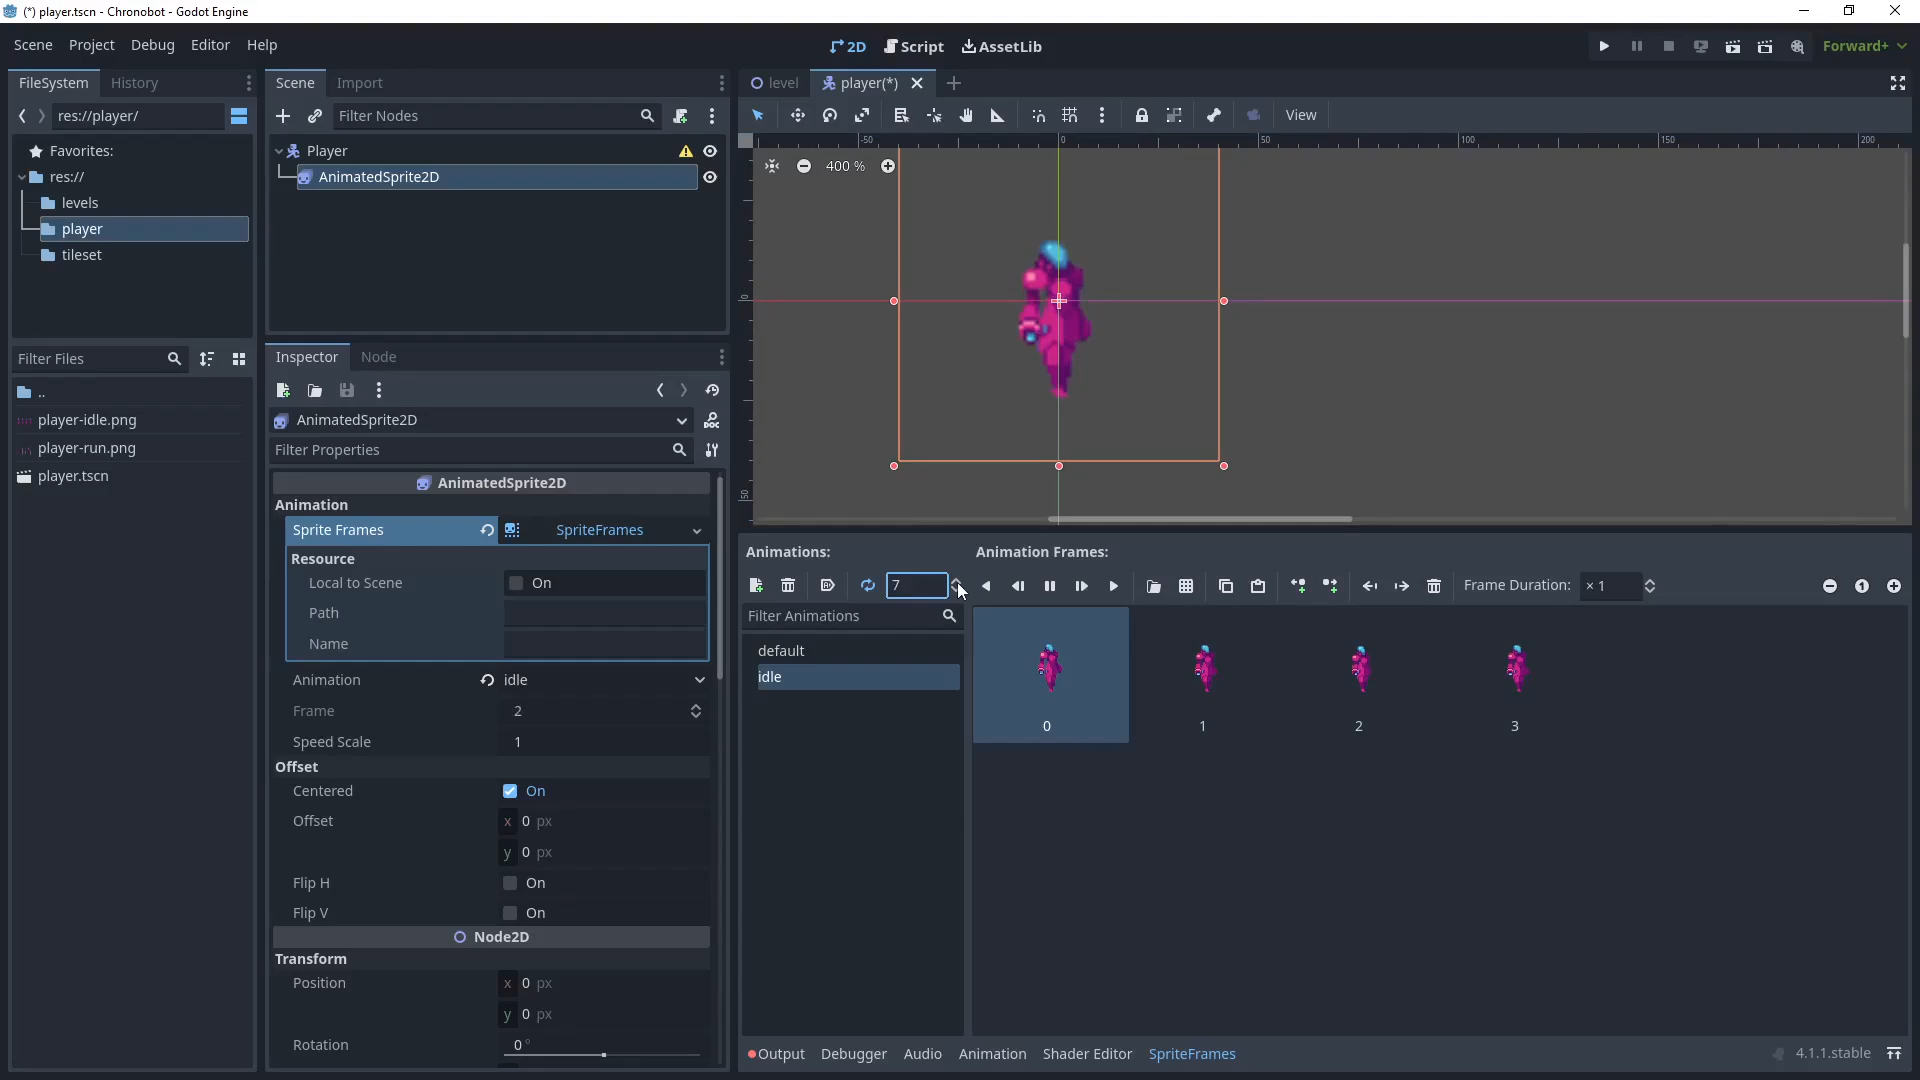 (*) player.tscn - Chronobot - Godot Engine
Scene Project Debug Editor Help
2D Script AssetLib
Forward+
FileSystem History
res://player/
Favorites:
res://
levels
player
tileset
Filter Files
..
player-idle.png
player-run.png
player.tscn
Scene Import
Filter Nodes
Player
AnimatedSprite2D
Inspector Node
AnimatedSprite2D
Filter Properties
AnimatedSprite2D
Animation
Sprite Frames SpriteFrames
Resource
Local to Scene On
Path
Name
Animation idle
Frame 2
Speed Scale 1
Offset
Centered On
Offset x 0 px
y 0 px
Flip H On
Flip V On
Node2D
Transform
Position x 0 px
y 0 px
Rotation 0 °
level player(*)
View
-50 0 50 100 150 200
400 %
0
50
Animations: Animation Frames:
7
Frame Duration: × 1
Filter Animations
default
idle
0 1 2 3
Output Debugger Audio Animation Shader Editor SpriteFrames
4.1.1.stable